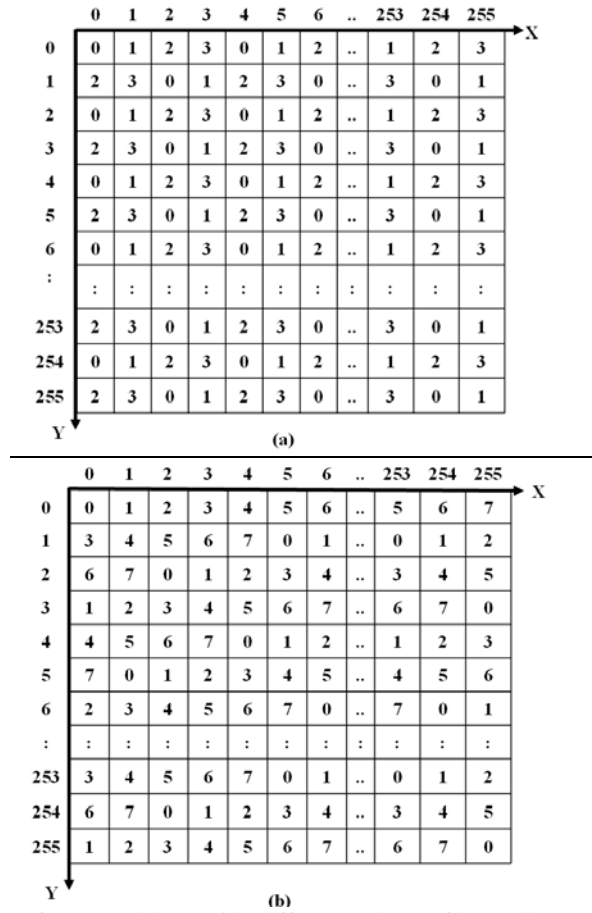 0 1 2 3 4 5 6 .. 253 254 255
X
0 0 1 2 3 0 1 2 .. 1 2 3
1 2 3 0 1 2 3 0 .. 3 0 1
2 0 1 2 3 0 1 2 .. 1 2 3
3 2 3 0 1 2 3 0 .. 3 0 1
4 0 1 2 3 0 1 2 .. 1 2 3
5 2 3 0 1 2 3 0 .. 3 0 1
6 0 1 2 3 0 1 2 .. 1 2 3
: : : : : : : : : : : :
253 2 3 0 1 2 3 0 .. 3 0 1
254 0 1 2 3 0 1 2 .. 1 2 3
255 2 3 0 1 2 3 0 .. 3 0 1
Y
(a)
0 1 2 3 4 5 6 .. 253 254 255
X
0 0 1 2 3 4 5 6 .. 5 6 7
1 3 4 5 6 7 0 1 .. 0 1 2
2 6 7 0 1 2 3 4 .. 3 4 5
3 1 2 3 4 5 6 7 .. 6 7 0
4 4 5 6 7 0 1 2 .. 1 2 3
5 7 0 1 2 3 4 5 .. 4 5 6
6 2 3 4 5 6 7 0 .. 7 0 1
: : : : : : : : : : : :
253 3 4 5 6 7 0 1 .. 0 1 2
254 6 7 0 1 2 3 4 .. 3 4 5
255 1 2 3 4 5 6 7 .. 6 7 0
Y
(b)